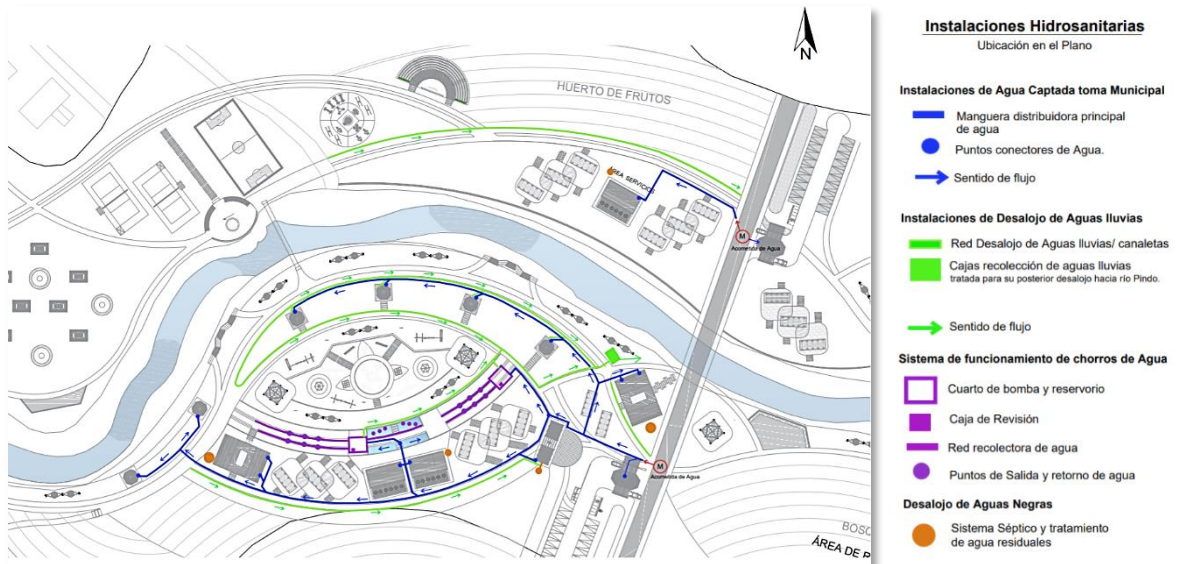 N
HUERTO DE FRUTOS
ÁREA SERVICIOS
M
Acometida de Agua
M
Acometida de Agua
BOSC
ÁREA DE P
Instalaciones Hidrosanitarias
Ubicación en el Plano
Instalaciones de Agua Captada toma Municipal
Manguera distribuidora principal
de agua
Puntos conectores de Agua.
Sentido de flujo
Instalaciones de Desalojo de Aguas lluvias
Red Desalojo de Aguas lluvias/ canaletas
Cajas recolección de aguas lluvias
tratada para su posterior desalojo hacia río Pindo.
Sentido de flujo
Sistema de funcionamiento de chorros de Agua
Cuarto de bomba y reservorio
Caja de Revisión
Red recolectora de agua
Puntos de Salida y retorno de agua
Desalojo de Aguas Negras
Sistema Séptico y tratamiento
de agua residuales